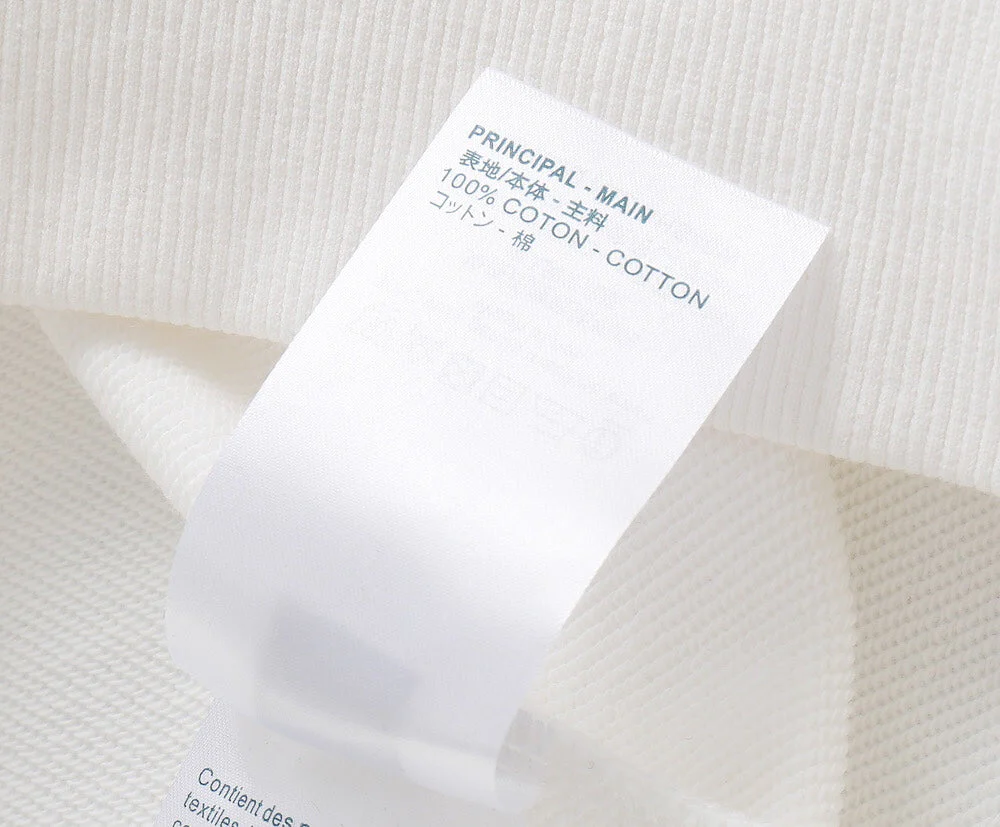 PRINCIPAL - MAIN
表地/本体 - 主料
100% COTON - COTTON
コットン - 棉
Contient des
textiles